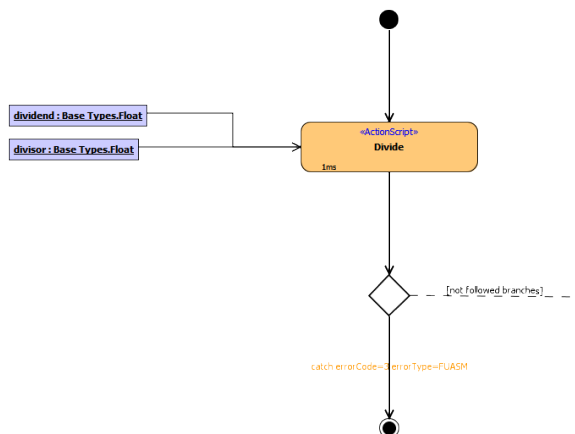 «ActionScript»
dividend : Base Types.Float
Divide
divisor : Base Types.Float
1ms
[not followed branches]
catch errorCode=3 errorType=FUASM